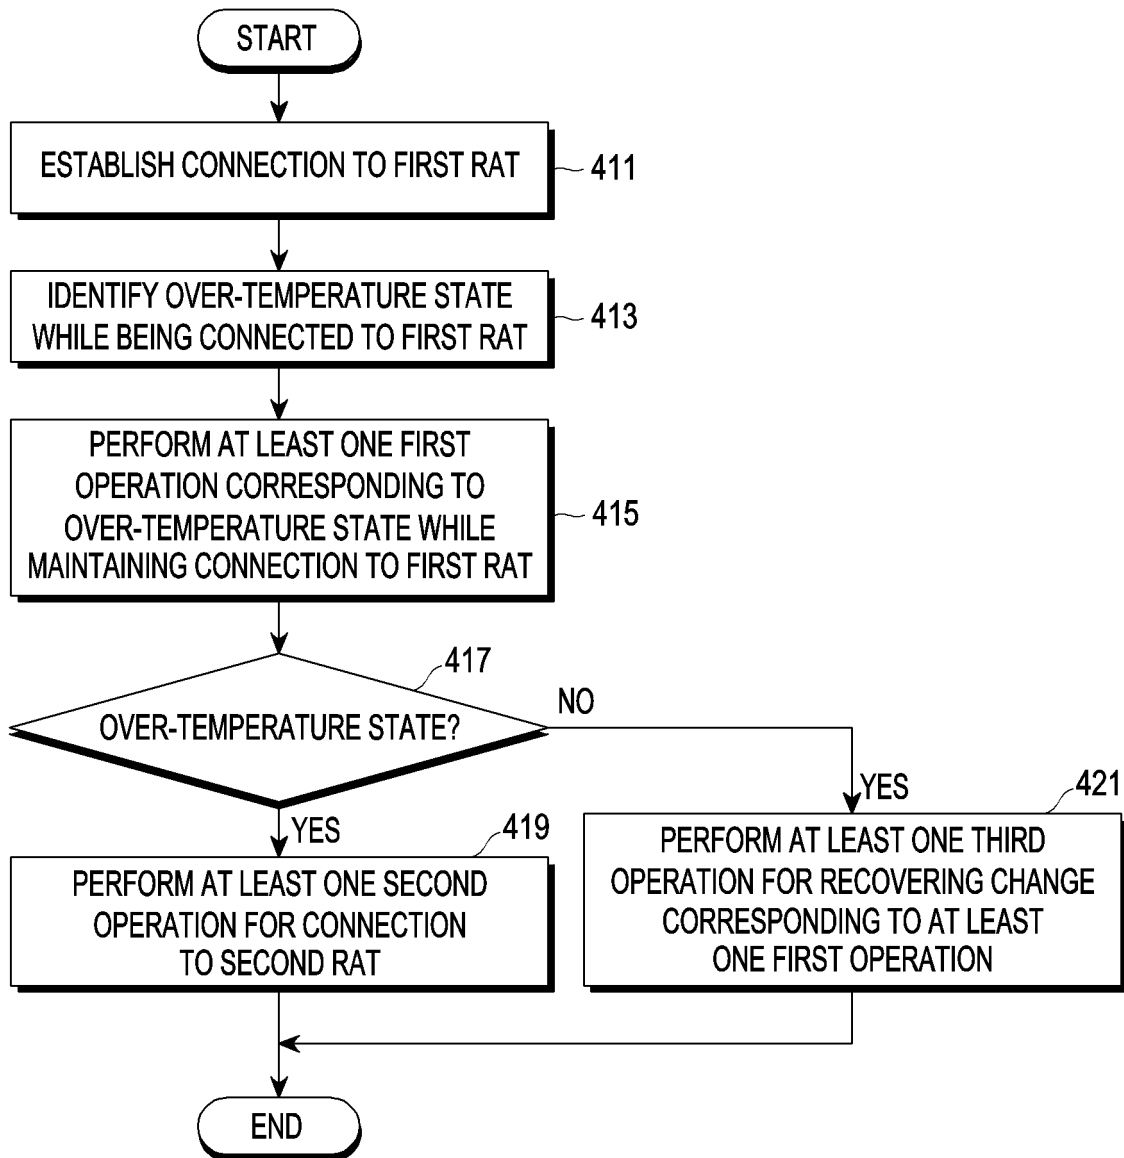 START
ESTABLISH CONNECTION TO FIRST RAT
411
IDENTIFY OVER-TEMPERATURE STATE
WHILE BEING CONNECTED TO FIRST RAT
413
PERFORM AT LEAST ONE FIRST
OPERATION CORRESPONDING TO
OVER-TEMPERATURE STATE WHILE
MAINTAINING CONNECTION TO FIRST RAT
415
417
OVER-TEMPERATURE STATE?
NO
YES
419
PERFORM AT LEAST ONE SECOND
OPERATION FOR CONNECTION
TO SECOND RAT
YES
421
PERFORM AT LEAST ONE THIRD
OPERATION FOR RECOVERING CHANGE
CORRESPONDING TO AT LEAST
ONE FIRST OPERATION
END